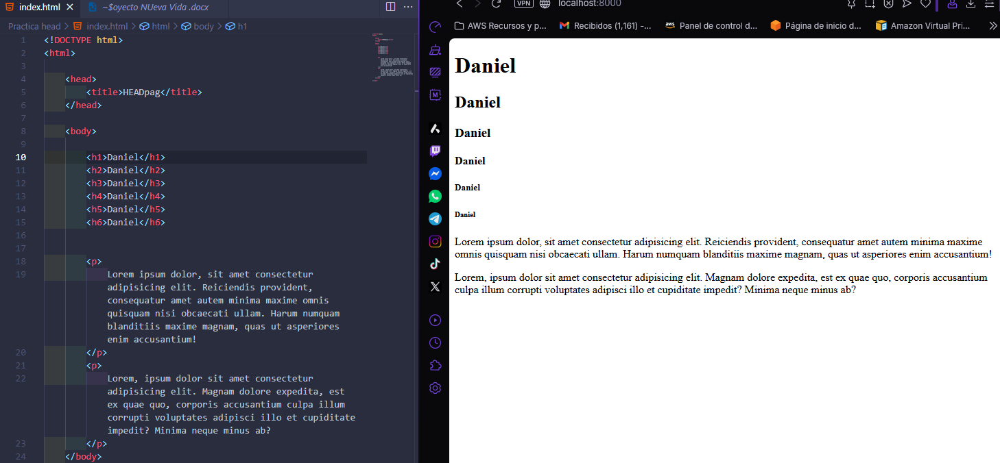 index.html
~$oyecto NUeva Vida .docx
Practica head > index.html > html > body > h1
1 <!DOCTYPE html>
2 <html>
3
4 <head>
5 <title>HEADpag</title>
6 </head>
7
8 <body>
9
10 <h1>Daniel</h1>
11 <h2>Daniel</h2>
12 <h3>Daniel</h3>
13 <h4>Daniel</h4>
14 <h5>Daniel</h5>
15 <h6>Daniel</h6>
16
17
18 <p>
19 Lorem ipsum dolor, sit amet consectetur
adipisicing elit. Reiciendis provident,
consequatur amet autem minima maxime omnis
quisquam nisi obcaecati ullam. Harum numquam
blanditiis maxime magnam, quas ut asperiores
enim accusantium!
20 </p>
21 <p>
22 Lorem, ipsum dolor sit amet consectetur
adipisicing elit. Magnam dolore expedita, est
ex quae quo, corporis accusantium culpa illum
corrupti voluptates adipisci illo et cupiditate
impedit? Minima neque minus ab?
23 </p>
24 </body>
VPN localhost:8000
AWS Recursos y p... Recibidos (1,161) -... aws Panel de control d... Página de inicio d... Amazon Virtual Pri...
M
Daniel
Daniel
Daniel
Daniel
Daniel
Daniel
Lorem ipsum dolor, sit amet consectetur adipisicing elit. Reiciendis provident, consequatur amet autem minima maxime
omnis quisquam nisi obcaecati ullam. Harum numquam blanditiis maxime magnam, quas ut asperiores enim accusantium!
Lorem, ipsum dolor sit amet consectetur adipisicing elit. Magnam dolore expedita, est ex quae quo, corporis accusantium
culpa illum corrupti voluptates adipisci illo et cupiditate impedit? Minima neque minus ab?